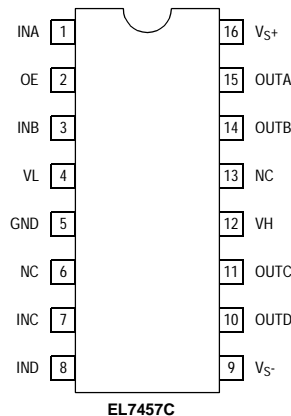 INA 1 16 VS+
OE 2 15 OUTA
INB 3 14 OUTB
VL 4 13 NC
GND 5 12 VH
NC 6 11 OUTC
INC 7 10 OUTD
IND 8 9 VS-
EL7457C